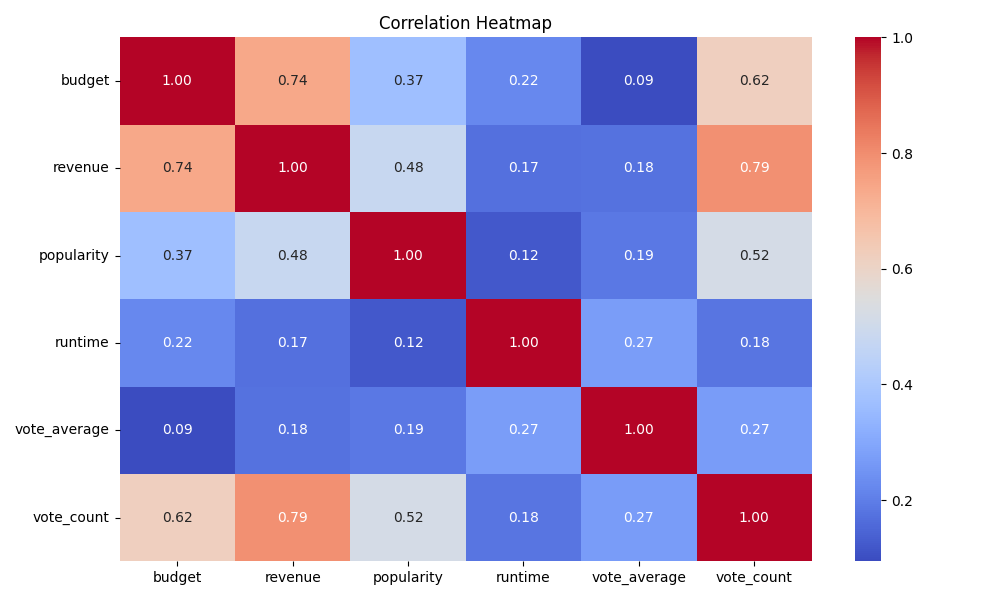 Correlation Heatmap
budget 1.00 0.74 0.37 0.22 0.09 0.62
revenue 0.74 1.00 0.48 0.17 0.18 0.79
popularity 0.37 0.48 1.00 0.12 0.19 0.52
runtime 0.22 0.17 0.12 1.00 0.27 0.18
vote_average 0.09 0.18 0.19 0.27 1.00 0.27
vote_count 0.62 0.79 0.52 0.18 0.27 1.00
budget revenue popularity runtime vote_average vote_count
1.0
0.8
0.6
0.4
0.2